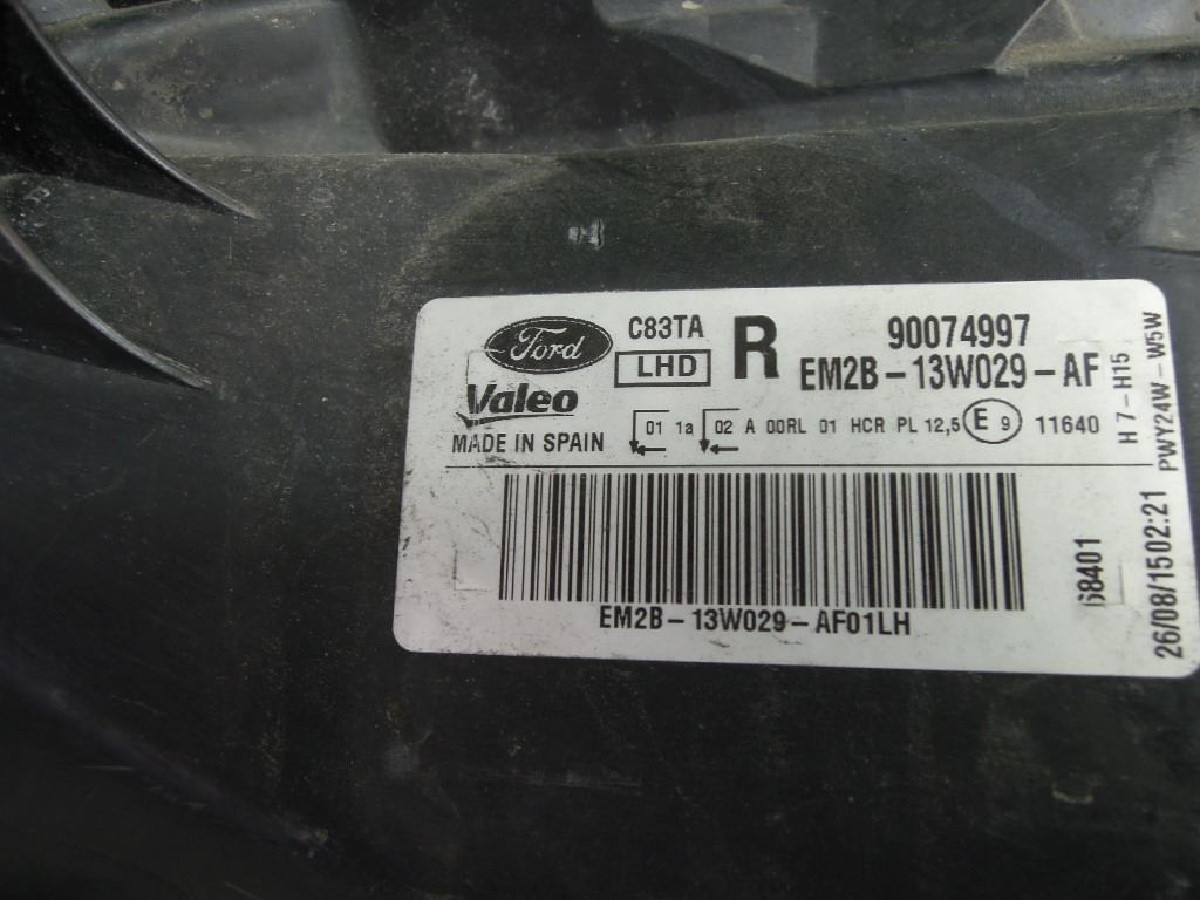 Ford
C83TA
LHD
R
90074997
EM2B-13W029-AF
Valeo
MADE IN SPAIN
01 1a 02 A 00RL 01 HCR PL 12,5 E 9 11640
H7-H15
PWY24W-W5W
EM2B-13W029-AF01LH
68401
26/08/1502:21